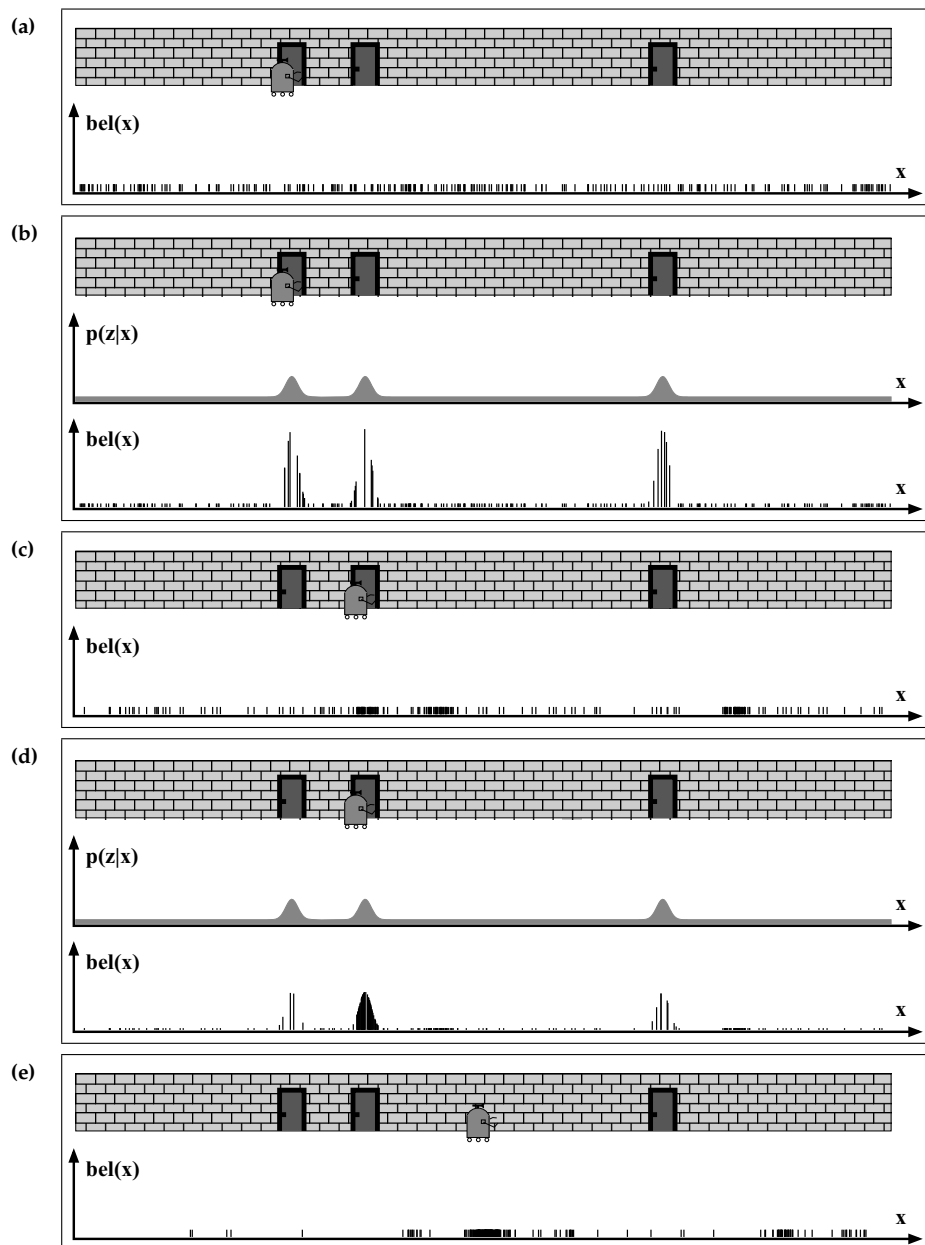 (a)
bel(x)
x
(b)
p(z|x)
x
bel(x)
x
(c)
bel(x)
x
(d)
p(z|x)
x
bel(x)
x
(e)
bel(x)
x